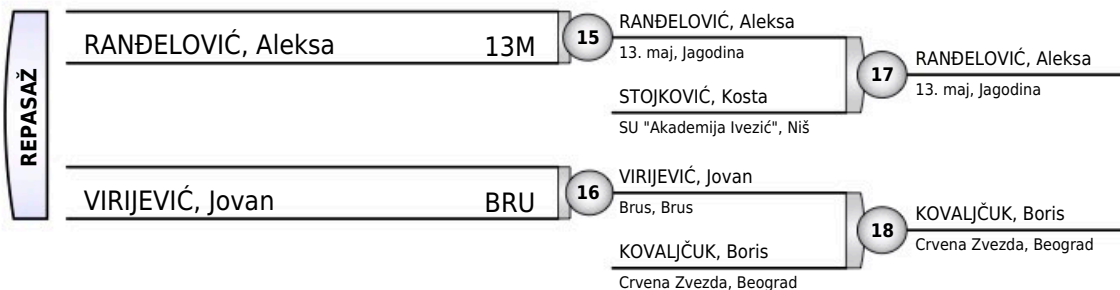 REPASAŽ
RANĐELOVIĆ, Aleksa 13M
15
RANĐELOVIĆ, Aleksa
13. maj, Jagodina
STOJKOVIĆ, Kosta
SU "Akademija Ivezić", Niš
17
RANĐELOVIĆ, Aleksa
13. maj, Jagodina
VIRIJEVIĆ, Jovan BRU
16
VIRIJEVIĆ, Jovan
Brus, Brus
KOVALJČUK, Boris
Crvena Zvezda, Beograd
18
KOVALJČUK, Boris
Crvena Zvezda, Beograd